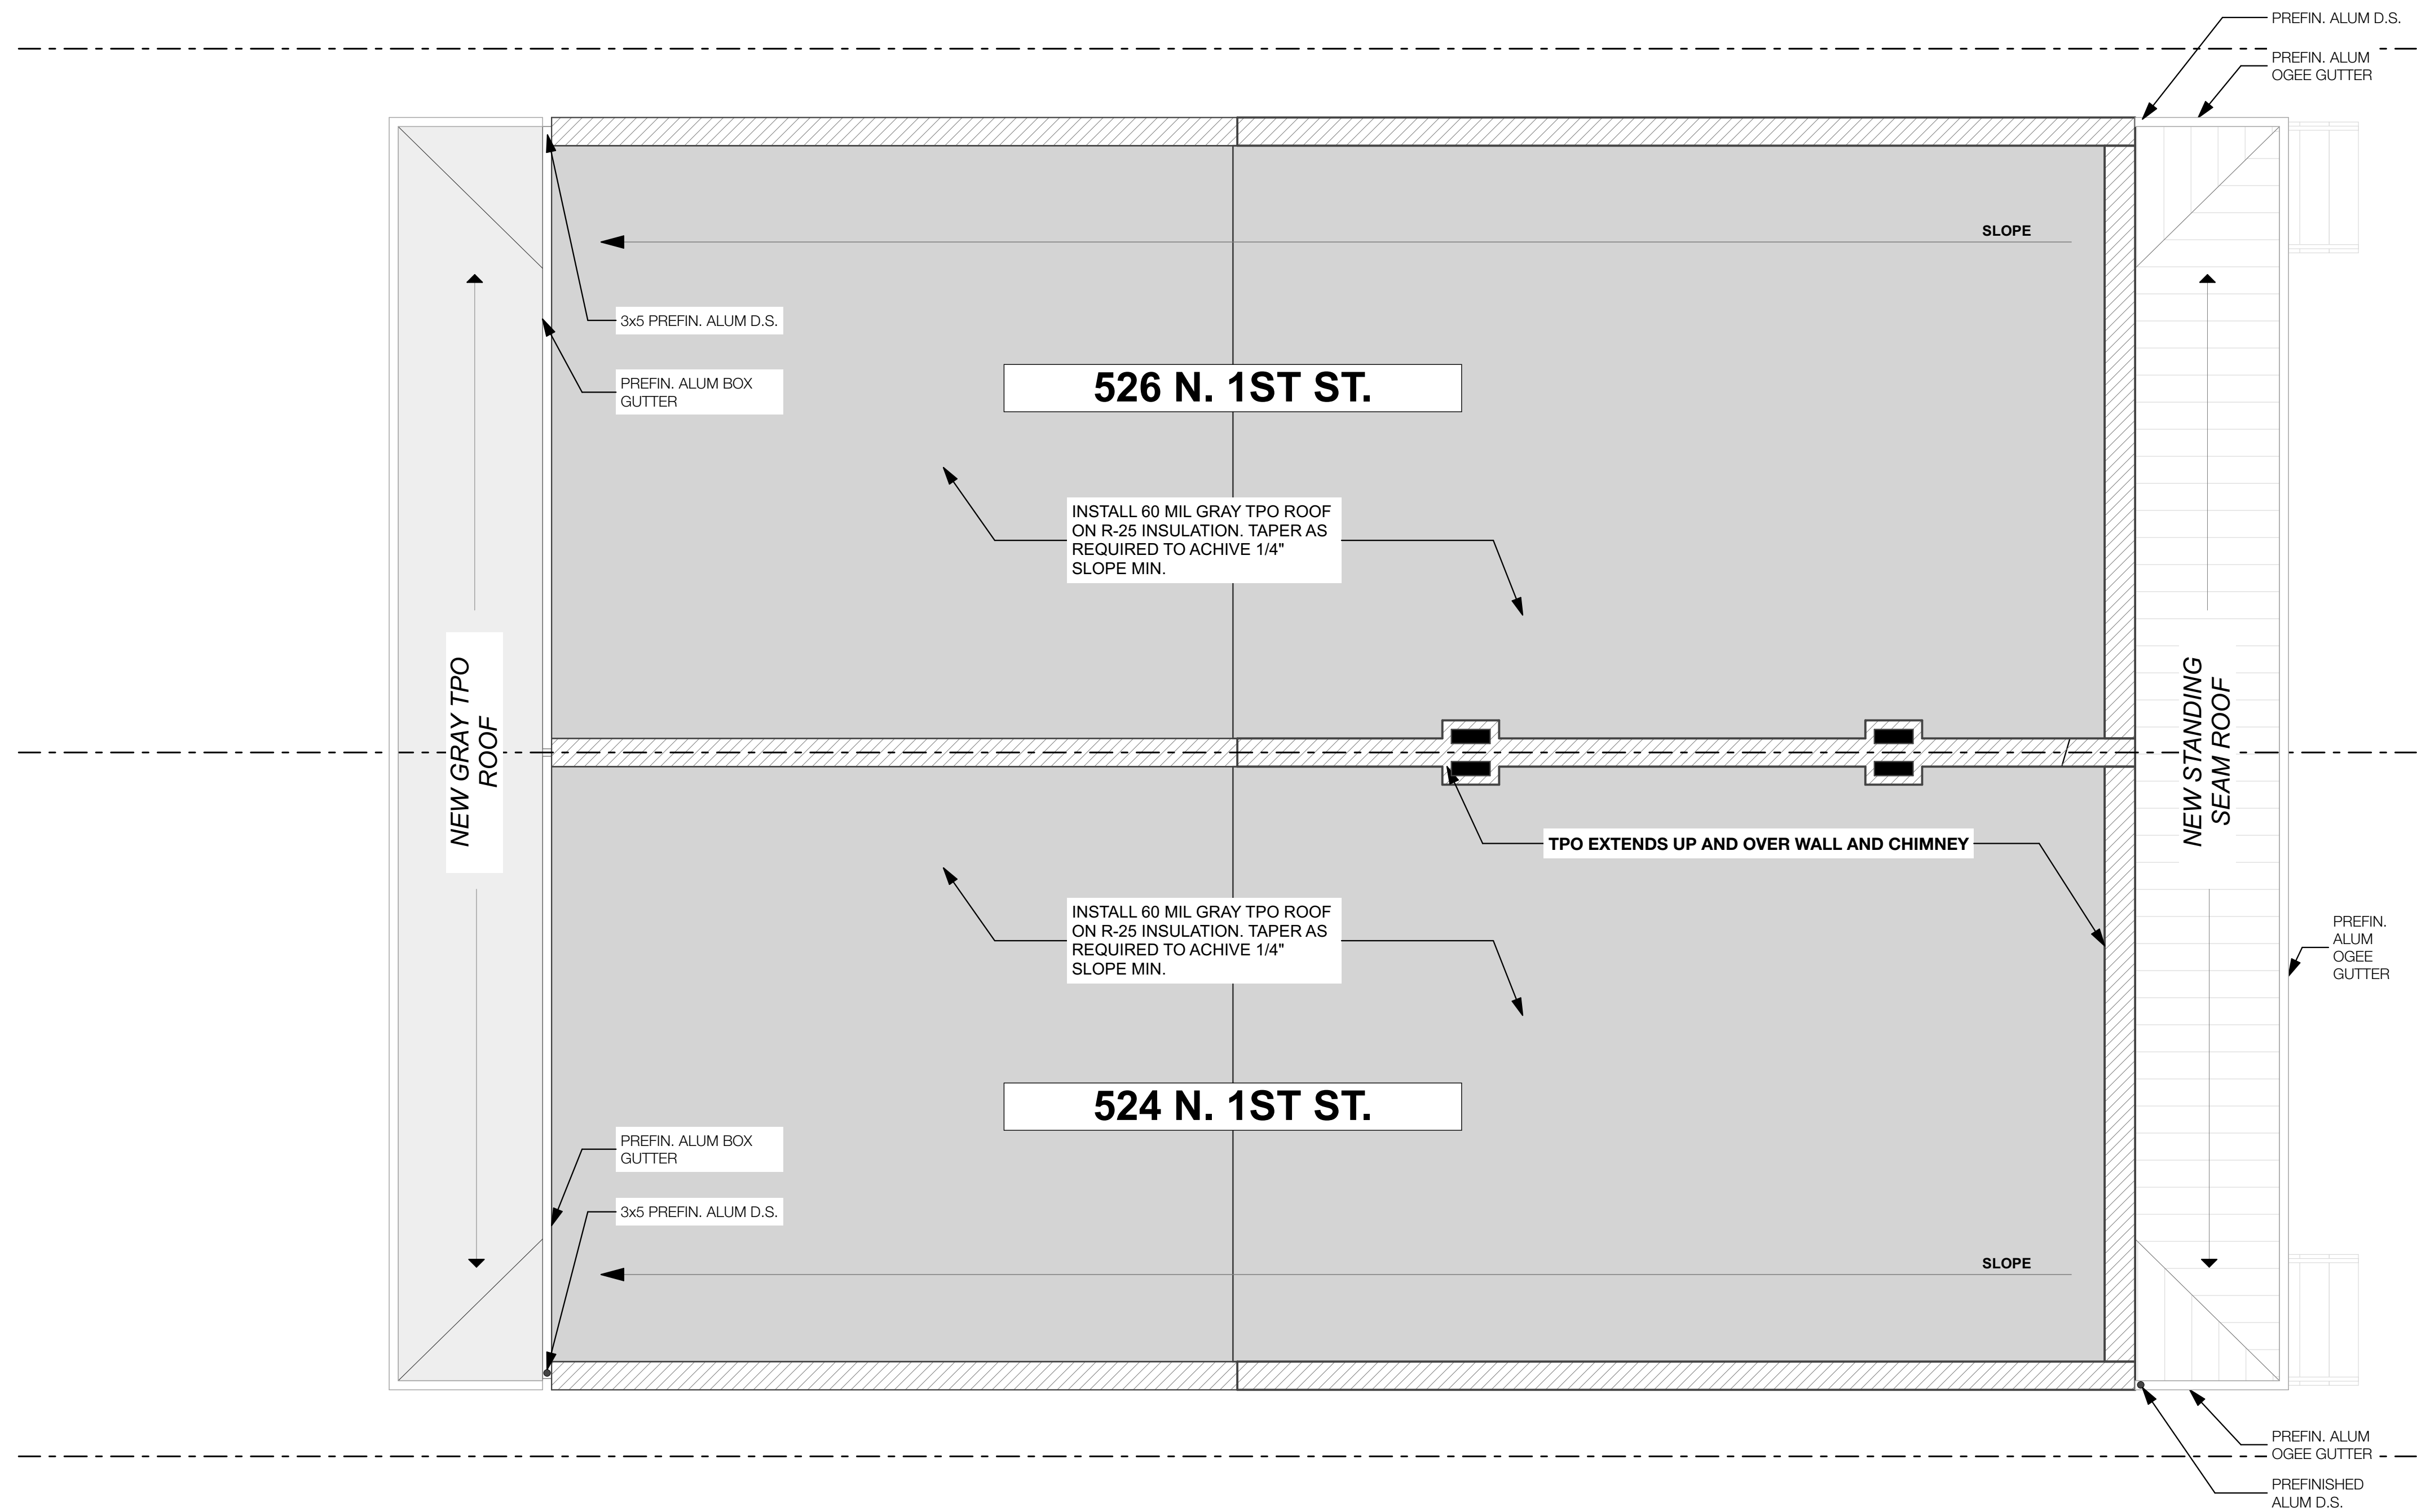 PREFIN. ALUM D.S.
PREFIN. ALUM
OGEE GUTTER
SLOPE
3x5 PREFIN. ALUM D.S.
PREFIN. ALUM BOX
GUTTER
526 N. 1ST ST.
INSTALL 60 MIL GRAY TPO ROOF
ON R-25 INSULATION. TAPER AS
REQUIRED TO ACHIVE 1/4"
SLOPE MIN.
NEW GRAY TPO
ROOF
NEW STANDING
SEAM ROOF
TPO EXTENDS UP AND OVER WALL AND CHIMNEY
INSTALL 60 MIL GRAY TPO ROOF
ON R-25 INSULATION. TAPER AS
REQUIRED TO ACHIVE 1/4"
SLOPE MIN.
PREFIN.
ALUM
OGEE
GUTTER
524 N. 1ST ST.
PREFIN. ALUM BOX
GUTTER
3x5 PREFIN. ALUM D.S.
SLOPE
PREFIN. ALUM
OGEE GUTTER
PREFINISHED
ALUM D.S.